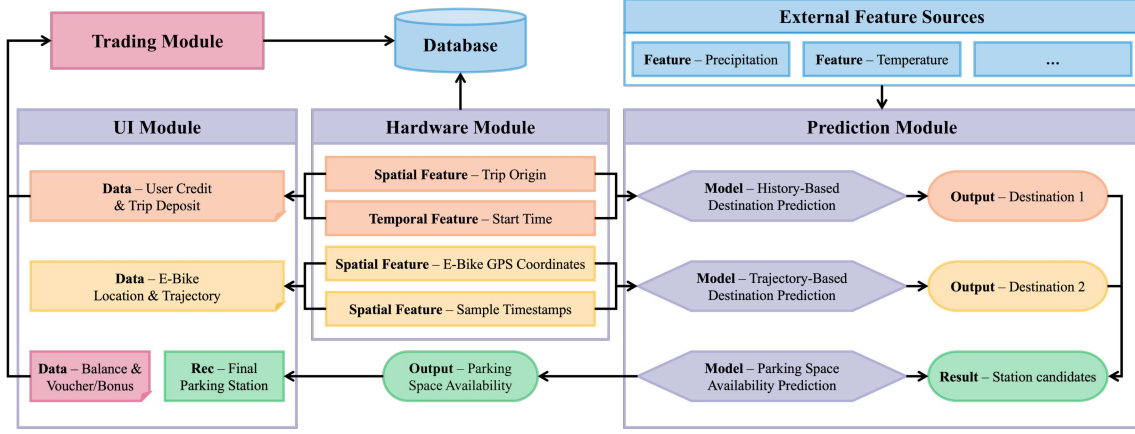 Trading Module
Database
External Feature Sources
Feature – Precipitation
Feature – Temperature
...
UI Module
Hardware Module
Prediction Module
Data – User Credit
& Trip Deposit
Spatial Feature – Trip Origin
Temporal Feature – Start Time
Model – History-Based
Destination Prediction
Output – Destination 1
Data – E-Bike
Location & Trajectory
Spatial Feature – E-Bike GPS Coordinates
Spatial Feature – Sample Timestamps
Model – Trajectory-Based
Destination Prediction
Output – Destination 2
Data – Balance &
Voucher/Bonus
Rec – Final
Parking Station
Output – Parking
Space Availability
Model – Parking Space
Availability Prediction
Result – Station candidates